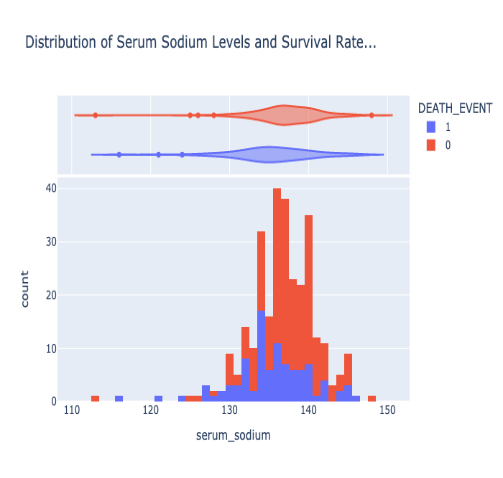 Distribution of Serum Sodium Levels and Survival Rate...
DEATH_EVENT
1
0
40
30
20
10
0
count
110 120 130 140 150
serum_sodium